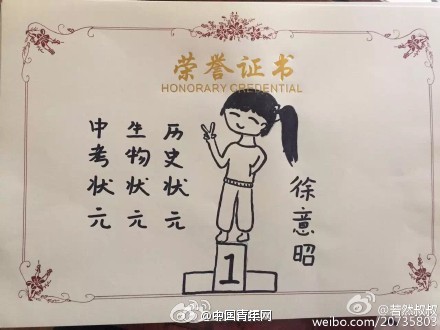 荣誉证书
HONORARY CREDENTIAL
历史状元
生物状元
中考状元
徐意昭
1
@中国青年网
@若然叔叔
weibo.com/20735803